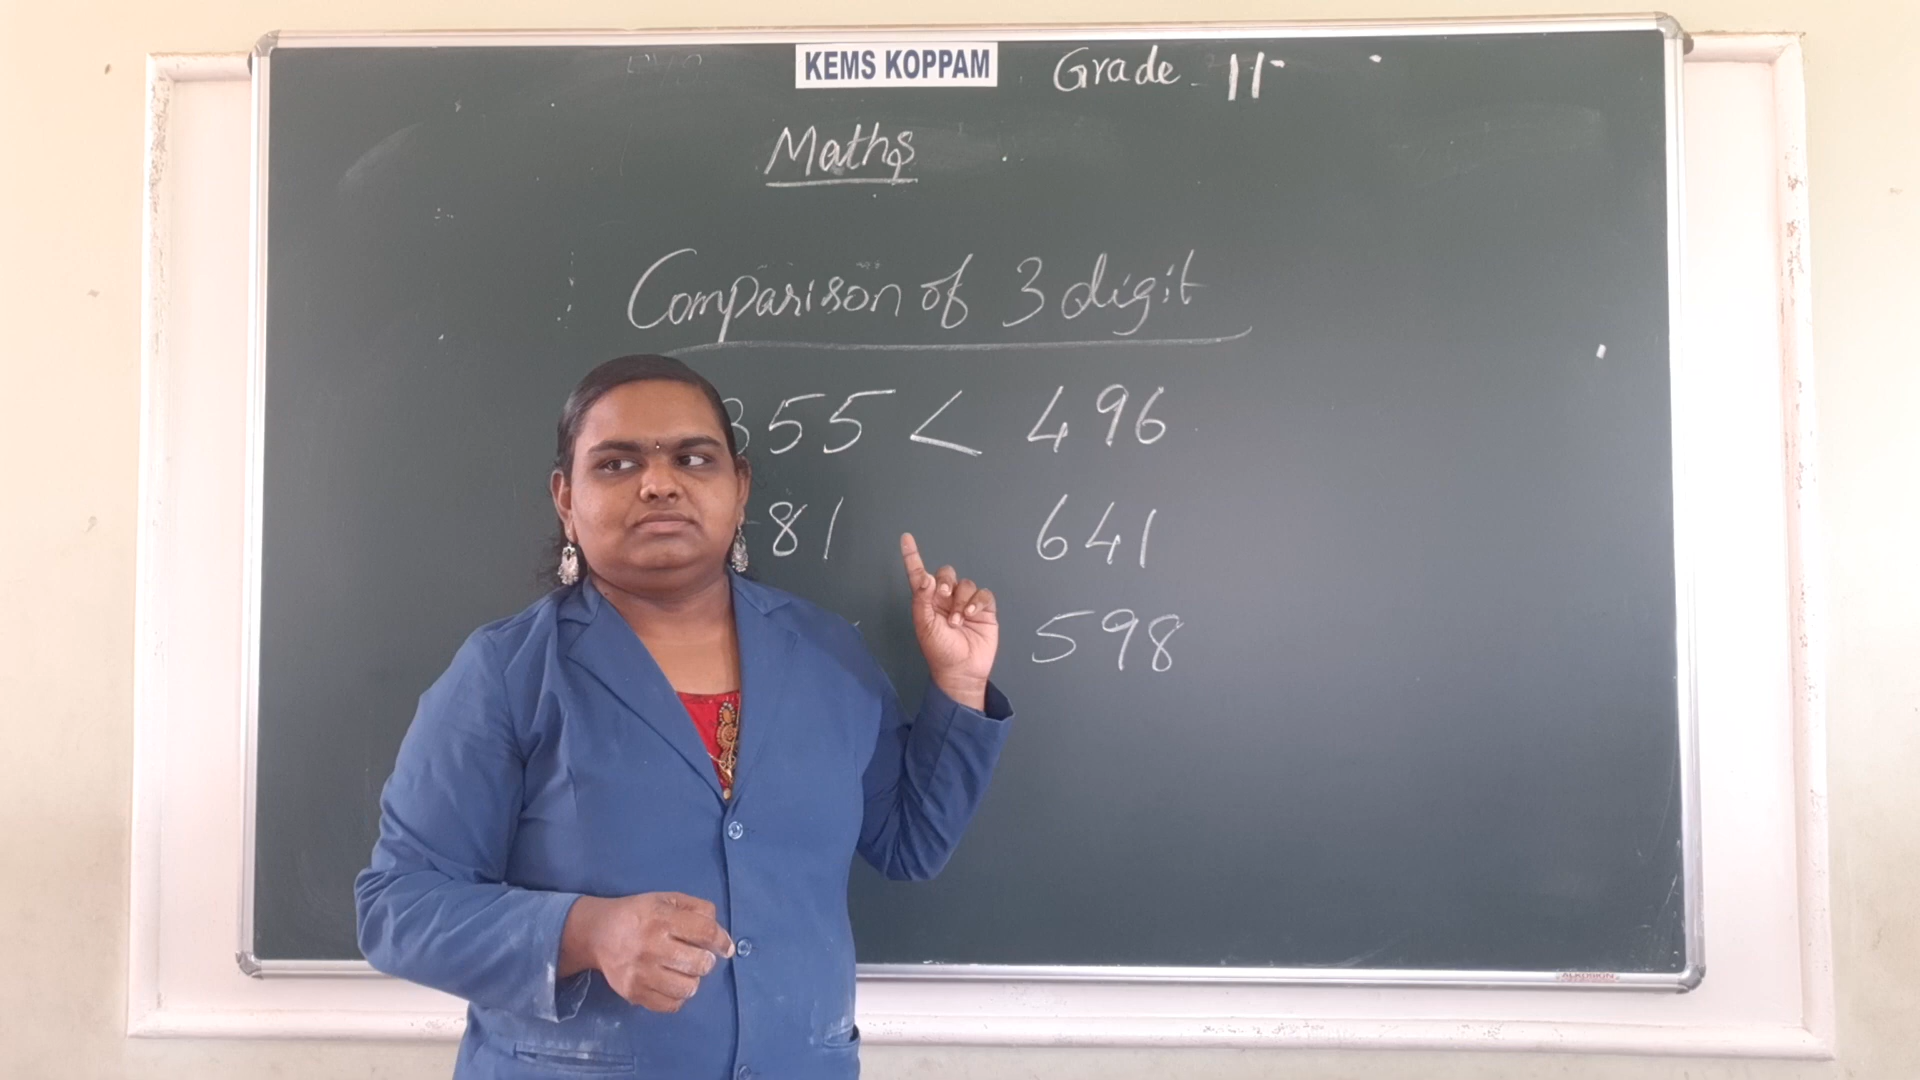 KEMS KOPPAM
Grade - II
Maths
Comparison of 3 digit
355 < 496
81 641
598